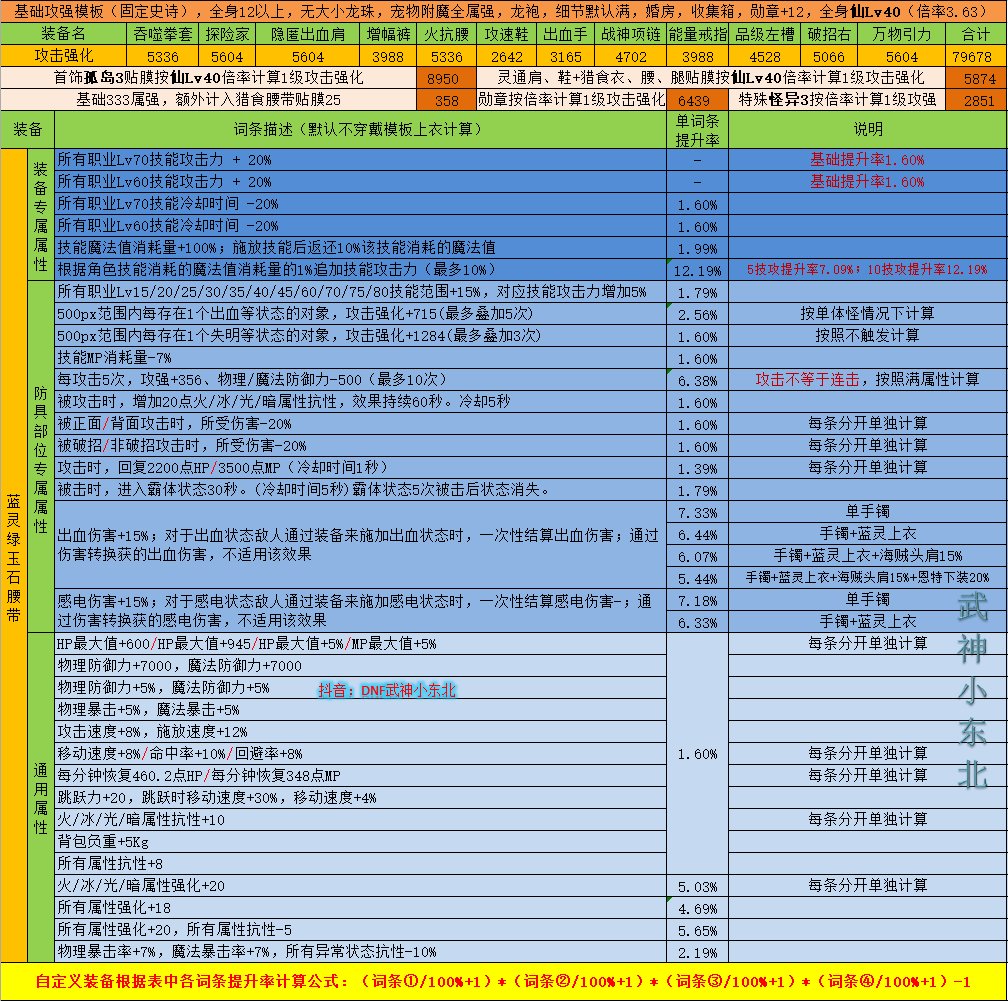 基础攻强模板（固定史诗），全身12以上，无大小龙珠，宠物附魔全属强，龙袍，细节默认满，婚房，收集箱，勋章+12，全身仙Lv40（倍率3.63）
装备名 吞噬拳套 探险家 隐匿出血肩 增幅裤 火抗腰 攻速鞋 出血手 战神项链 能量戒指 品级左槽 破招右 万物引力 合计
攻击强化 5336 5604 5604 3988 5336 2642 3165 4702 3988 4528 5066 5604 79678
首饰孤岛3贴膜按仙Lv40倍率计算1级攻击强化 8950 灵通肩、鞋+猎食衣、腰、腿贴膜按仙Lv40倍率计算1级攻击强化 5874
基础333属强，额外计入猎食腰带贴膜25 358 勋章按倍率计算1级攻击强化 6439 特殊怪异3按倍率计算1级攻强 2851
装备 词条描述（默认不穿戴模板上衣计算） 单词条提升率 说明
蓝灵绿玉石腰带
装备专属属性
所有职业Lv70技能攻击力 + 20% – 基础提升率1.60%
所有职业Lv60技能攻击力 + 20% – 基础提升率1.60%
所有职业Lv70技能冷却时间 -20% 1.60%
所有职业Lv60技能冷却时间 -20% 1.60%
技能魔法值消耗量+100%；施放技能后返还10%该技能消耗的魔法值 1.99%
根据角色技能消耗的魔法值消耗量的1%追加技能攻击力（最多10%） 12.19% 5技攻提升率7.09%；10技攻提升率12.19%
防具部位专属属性
所有职业Lv15/20/25/30/35/40/45/60/70/75/80技能范围+15%，对应技能攻击力增加5% 1.79%
500px范围内每存在1个出血等状态的对象，攻击强化+715(最多叠加5次) 2.56% 按单体怪情况下计算
500px范围内每存在1个失明等状态的对象，攻击强化+1284(最多叠加3次) 1.60% 按照不触发计算
技能MP消耗量-7% 1.60%
每攻击5次，攻强+356、物理/魔法防御力-500（最多10次） 6.38% 攻击不等于连击，按照满属性计算
被攻击时，增加20点火/冰/光/暗属性抗性，效果持续60秒。冷却5秒 1.60%
被正面/背面攻击时，所受伤害-20% 1.60% 每条分开单独计算
被破招/非破招攻击时，所受伤害-20% 1.60% 每条分开单独计算
攻击时，回复2200点HP/3500点MP（冷却时间1秒） 1.39% 每条分开单独计算
被击时，进入霸体状态30秒。(冷却时间5秒)霸体状态5次被击后状态消失。 1.79%
出血伤害+15%；对于出血状态敌人通过装备来施加出血状态时，一次性结算出血伤害；通过
伤害转换获的出血伤害，不适用该效果
7.33% 单手镯
6.44% 手镯+蓝灵上衣
6.07% 手镯+蓝灵上衣+海贼头肩15%
5.44% 手镯+蓝灵上衣+海贼头肩15%+恩特下装20%
感电伤害+15%；对于感电状态敌人通过装备来施加感电状态时，一次性结算感电伤害-；通
过伤害转换获的感电伤害，不适用该效果
7.18% 单手镯
6.33% 手镯+蓝灵上衣
通用属性
HP最大值+600/HP最大值+945/HP最大值+5%/MP最大值+5% 每条分开单独计算
物理防御力+7000，魔法防御力+7000
物理防御力+5%，魔法防御力+5% 抖音：DNF武神小东北
物理暴击+5%，魔法暴击+5%
攻击速度+8%，施放速度+12%
移动速度+8%/命中率+10%/回避率+8% 1.60% 每条分开单独计算
每分钟恢复460.2点HP/每分钟恢复348点MP 每条分开单独计算
跳跃力+20，跳跃时移动速度+30%，移动速度+4%
火/冰/光/暗属性抗性+10 每条分开单独计算
背包负重+5Kg
所有属性抗性+8
火/冰/光/暗属性强化+20 5.03% 每条分开单独计算
所有属性强化+18 4.69%
所有属性强化+20，所有属性抗性-5 5.65%
物理暴击率+7%，魔法暴击率+7%，所有异常状态抗性-10% 2.19%
武神小东北
自定义装备根据表中各词条提升率计算公式：（词条①/100%+1）*（词条②/100%+1）*（词条③/100%+1）*（词条④/100%+1）-1